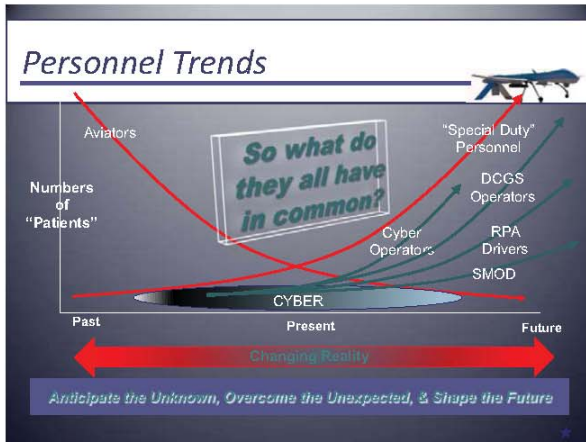 Personnel Trends
Aviators
So what do
they all have
in common?
"Special Duty"
Personnel
DCGS
Operators
Numbers
of
"Patients"
Cyber
Operators
RPA
Drivers
SMOD
CYBER
Past
Present
Future
Changing Reality
Anticipate the Unknown, Overcome the Unexpected, & Shape the Future